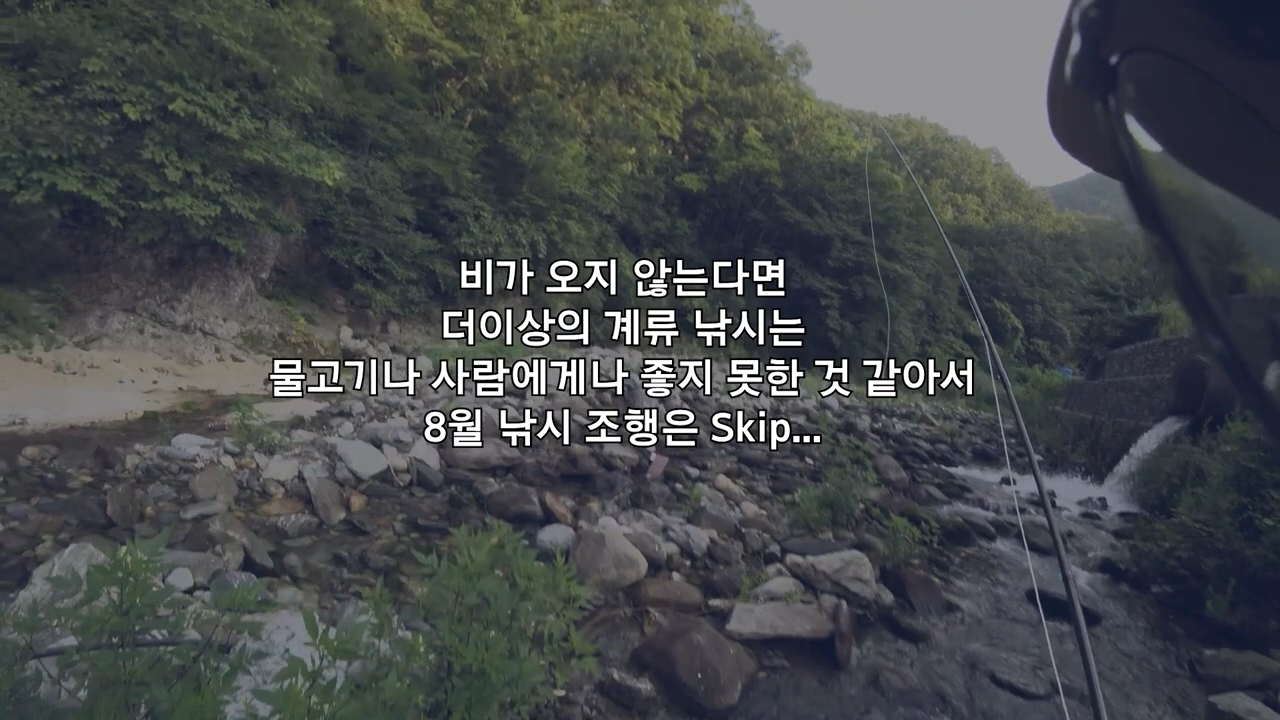 비가 오지 않는다면
더이상의 계류 낚시는
물고기나 사람에게나 좋지 못한 것 같아서
8월 낚시 조행은 Skip...